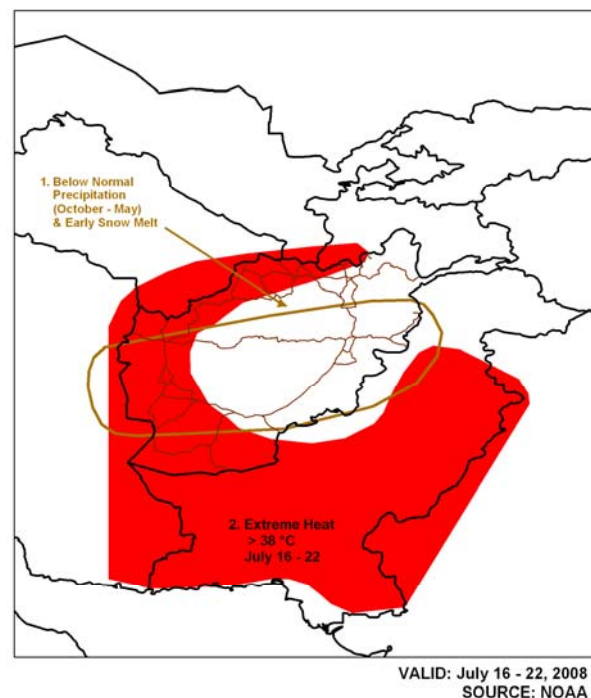 1. Below Normal
Precipitation
(October - May)
& Early Snow Melt
2. Extreme Heat
> 38 °C
July 16 - 22
VALID: July 16 - 22, 2008
SOURCE: NOAA